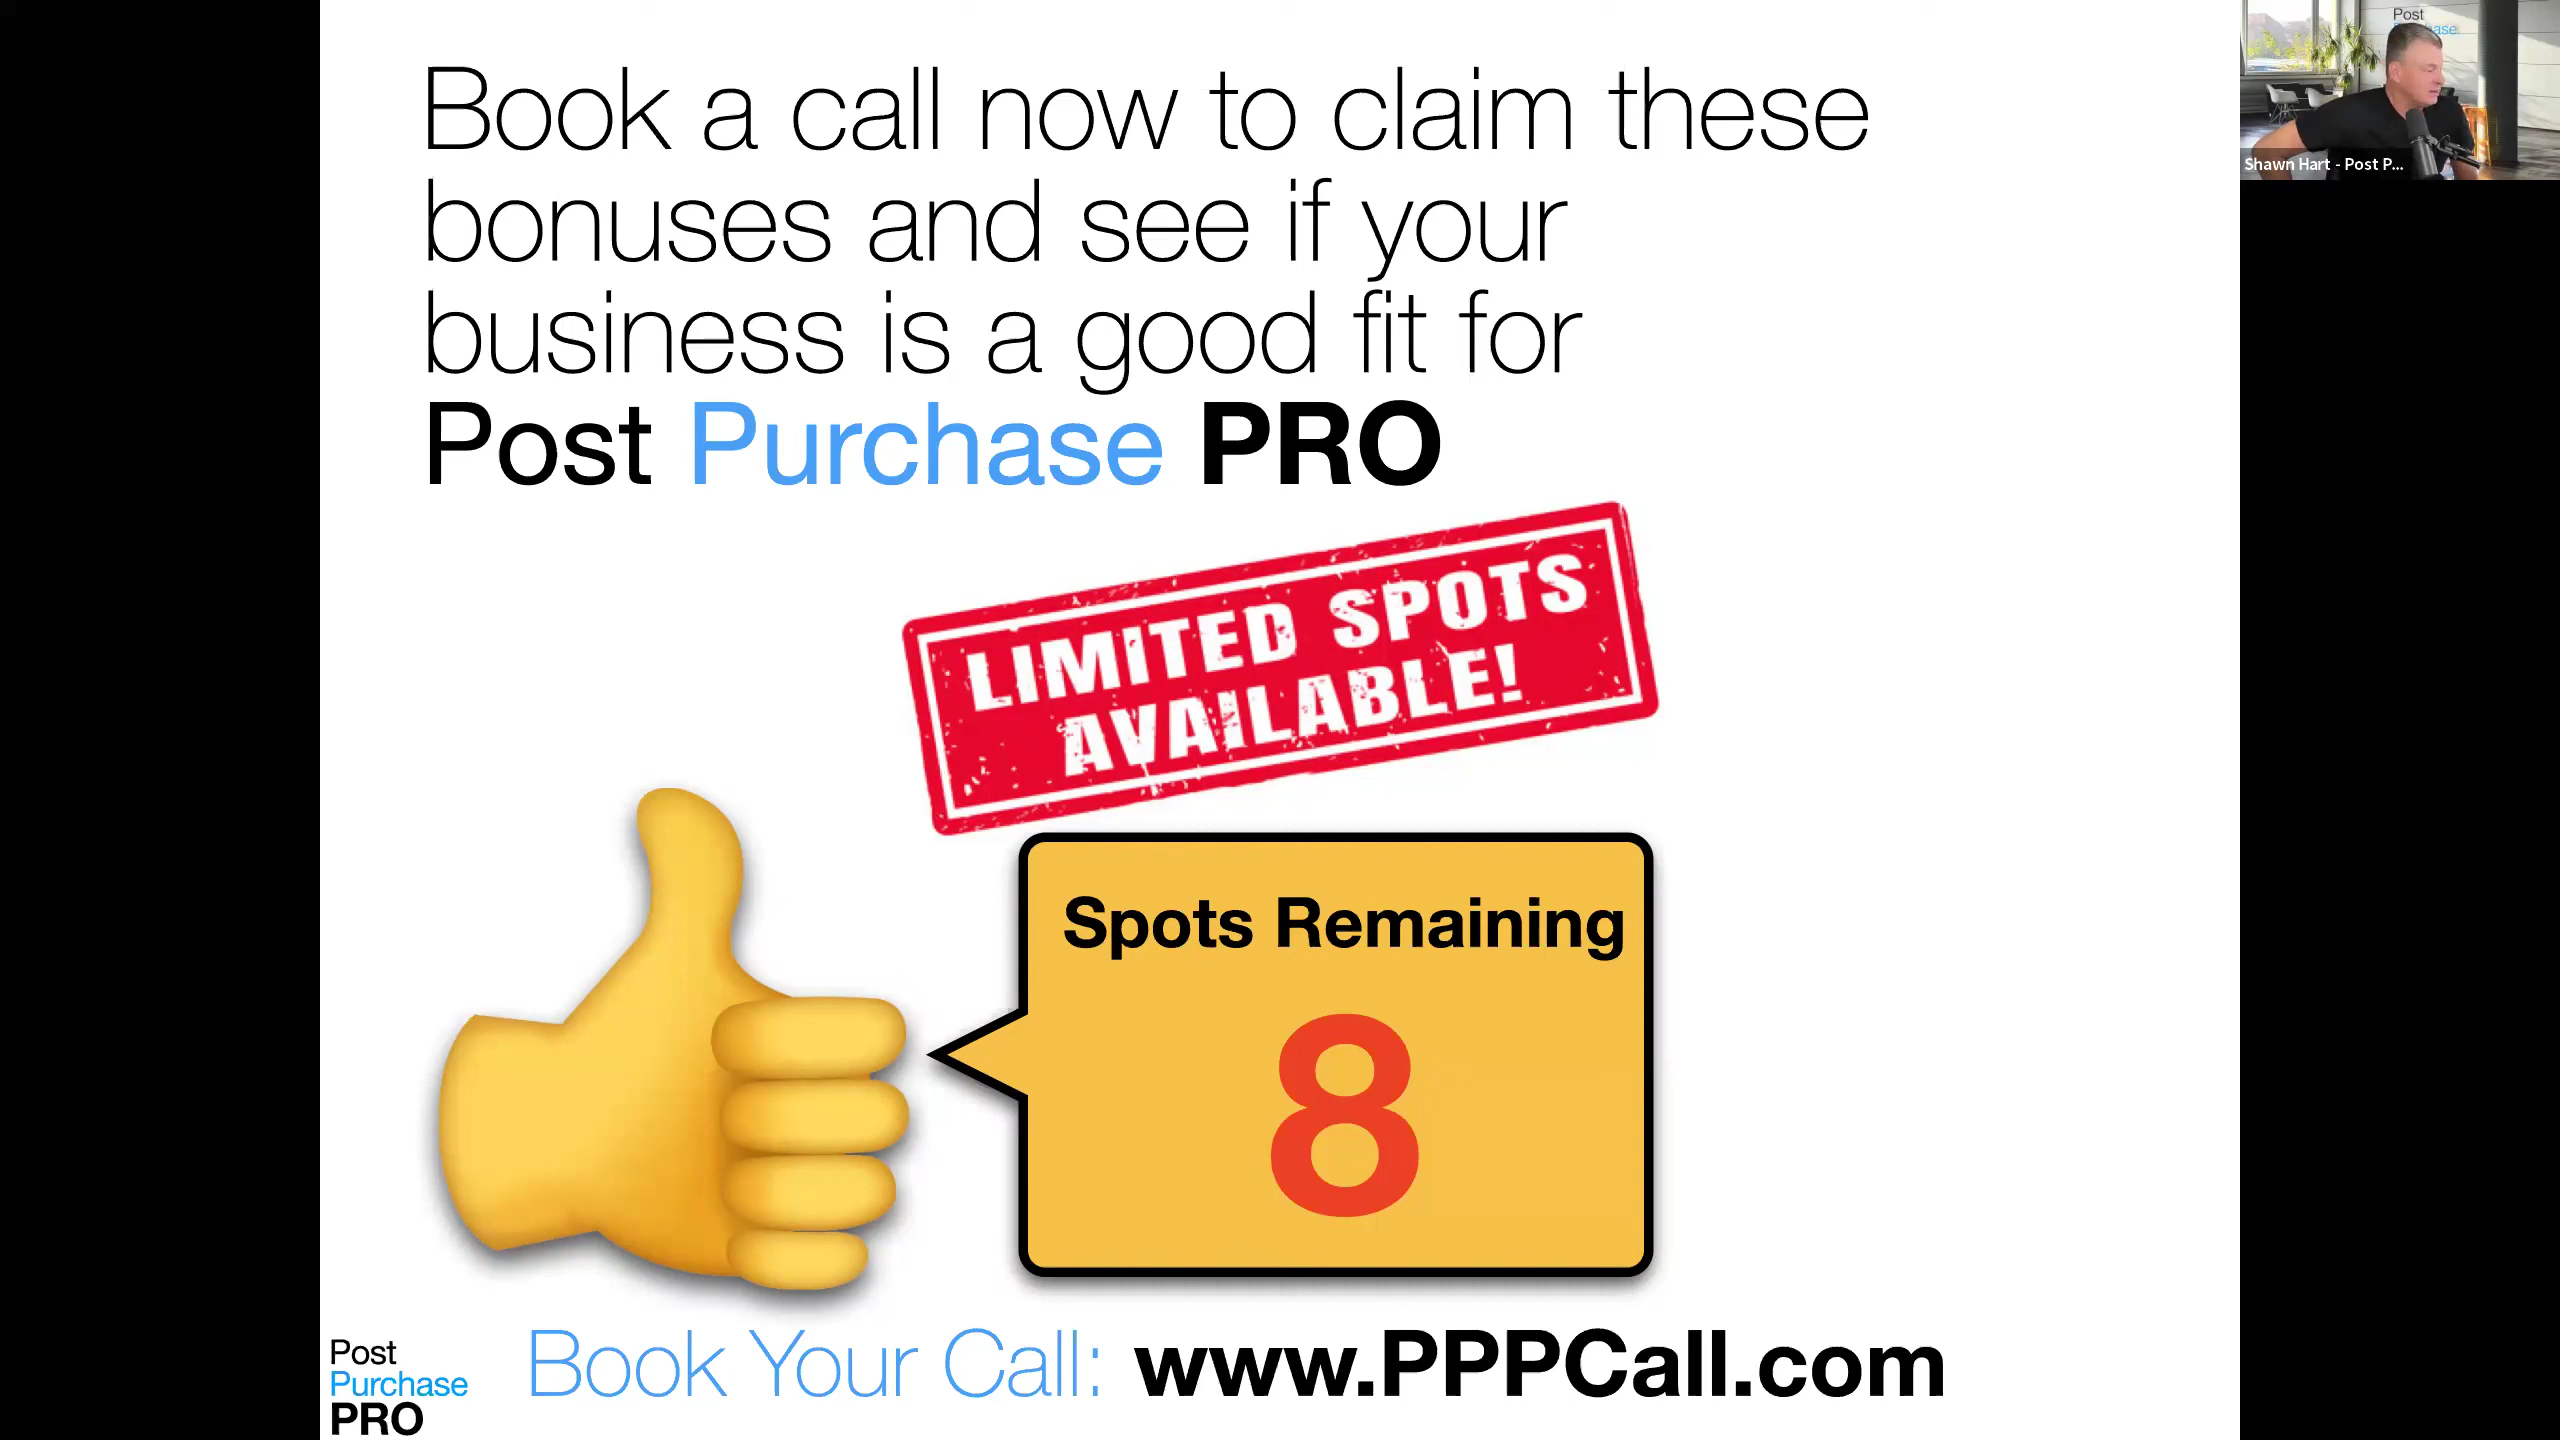 Book a call now to claim these
bonuses and see if your
business is a good fit for
Post Purchase PRO
LIMITED SPOTS
AVAILABLE!
Spots Remaining
8
Book Your Call: www.PPPCall.com
Post
Purchase
PRO
Post
Shawn Hart - Post P...